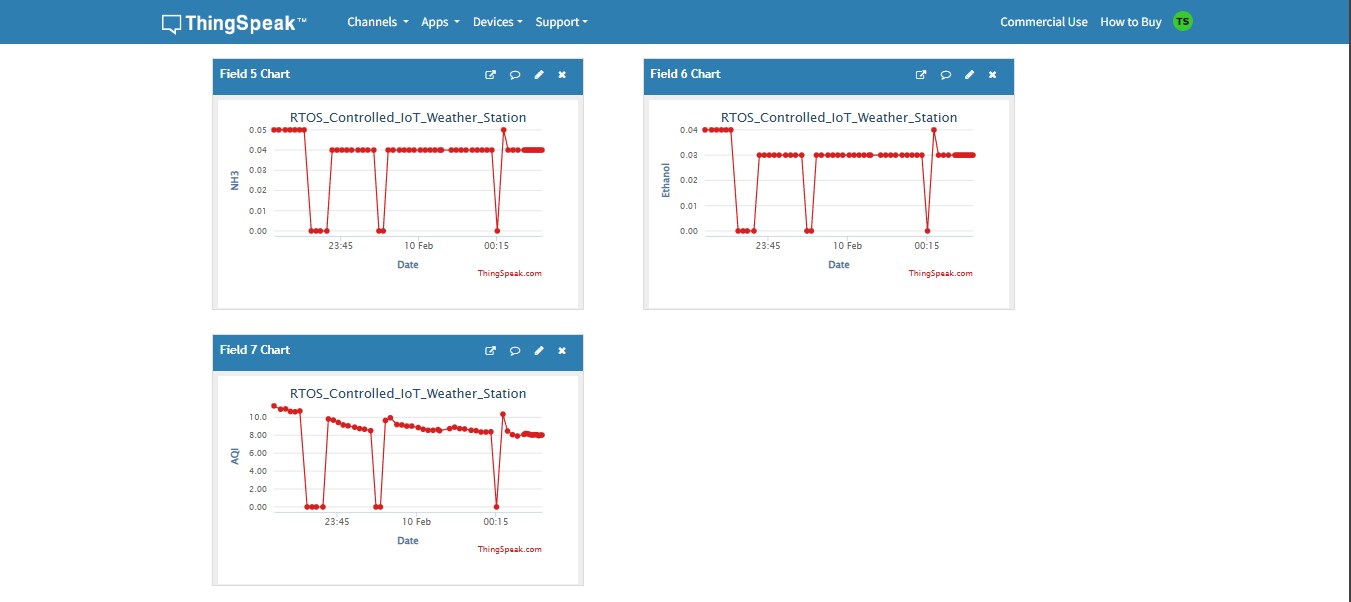 ThingSpeak™ Channels Apps Devices Support Commercial Use How to Buy TS
Field 5 Chart
RTOS_Controlled_IoT_Weather_Station
NH3
0.05
0.04
0.03
0.02
0.01
0.00
23:45 10 Feb 00:15
Date
ThingSpeak.com
Field 6 Chart
RTOS_Controlled_IoT_Weather_Station
Ethanol
0.04
0.03
0.02
0.01
0.00
23:45 10 Feb 00:15
Date
ThingSpeak.com
Field 7 Chart
RTOS_Controlled_IoT_Weather_Station
AQI
10.0
8.00
6.00
4.00
2.00
0.00
23:45 10 Feb 00:15
Date
ThingSpeak.com